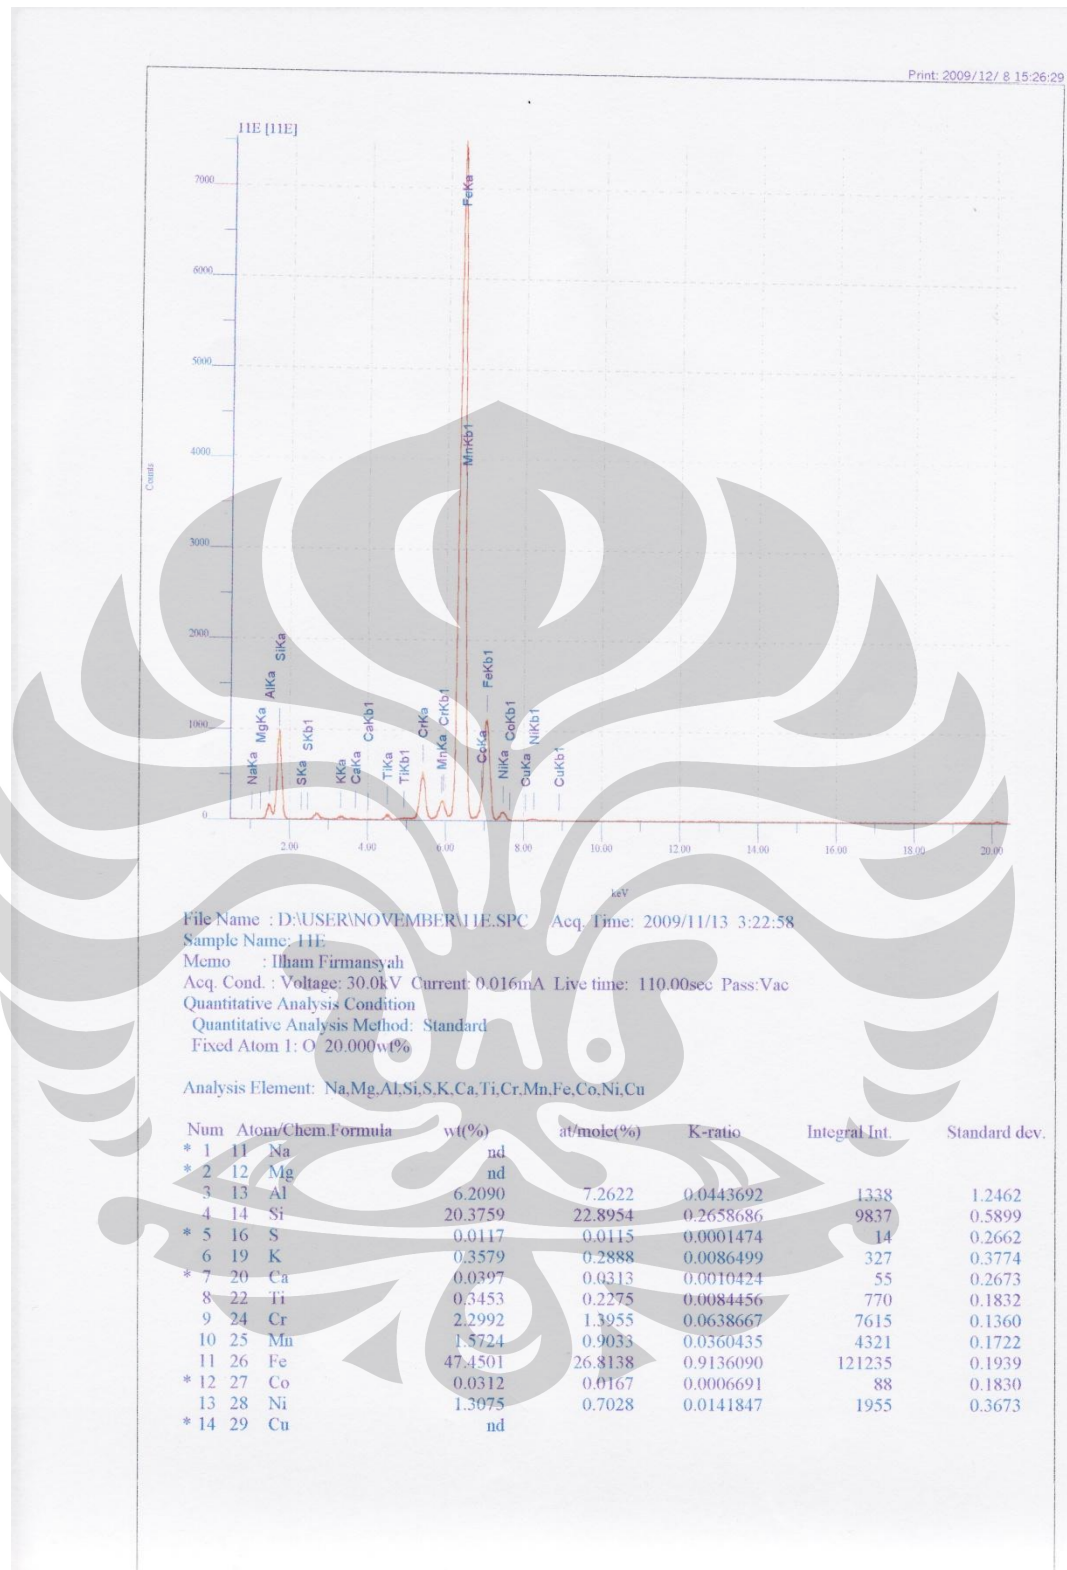 Print: 2009/12/ 8 15:26:29
11E [11E]
7000
6000
5000
4000
3000
2000
1000
0
Counts
FeKa
MnKb1
NaKa
MgKa
AlKa
SiKa
SKa
SKb1
KKa
CaKa
CaKb1
TiKa
TiKb1
CrKa
MnKa
CrKb1
CoKa
FeKb1
NiKa
CoKb1
CuKa
NiKb1
CuKb1
2.00 4.00 6.00 8.00 10.00 12.00 14.00 16.00 18.00 20.00
keV
File Name : D:\USER\NOVEMBER\11E.SPC Acq. Time: 2009/11/13 3:22:58
Sample Name: 11E
Memo : Ilham Firmansyah
Acq. Cond. : Voltage: 30.0kV Current: 0.016mA Live time: 110.00sec Pass:Vac
Quantitative Analysis Condition
Quantitative Analysis Method: Standard
Fixed Atom 1: O 20.000wt%
Analysis Element: Na,Mg,Al,Si,S,K,Ca,Ti,Cr,Mn,Fe,Co,Ni,Cu
Num Atom/Chem.Formula wt(%) at/mole(%) K-ratio Integral Int. Standard dev.
* 1 11 Na nd
* 2 12 Mg nd
3 13 Al 6.2090 7.2622 0.0443692 1338 1.2462
4 14 Si 20.3759 22.8954 0.2658686 9837 0.5899
* 5 16 S 0.0117 0.0115 0.0001474 14 0.2662
6 19 K 0.3579 0.2888 0.0086499 327 0.3774
* 7 20 Ca 0.0397 0.0313 0.0010424 55 0.2673
8 22 Ti 0.3453 0.2275 0.0084456 770 0.1832
9 24 Cr 2.2992 1.3955 0.0638667 7615 0.1360
10 25 Mn 1.5724 0.9033 0.0360435 4321 0.1722
11 26 Fe 47.4501 26.8138 0.9136090 121235 0.1939
* 12 27 Co 0.0312 0.0167 0.0006691 88 0.1830
13 28 Ni 1.3075 0.7028 0.0141847 1955 0.3673
* 14 29 Cu nd